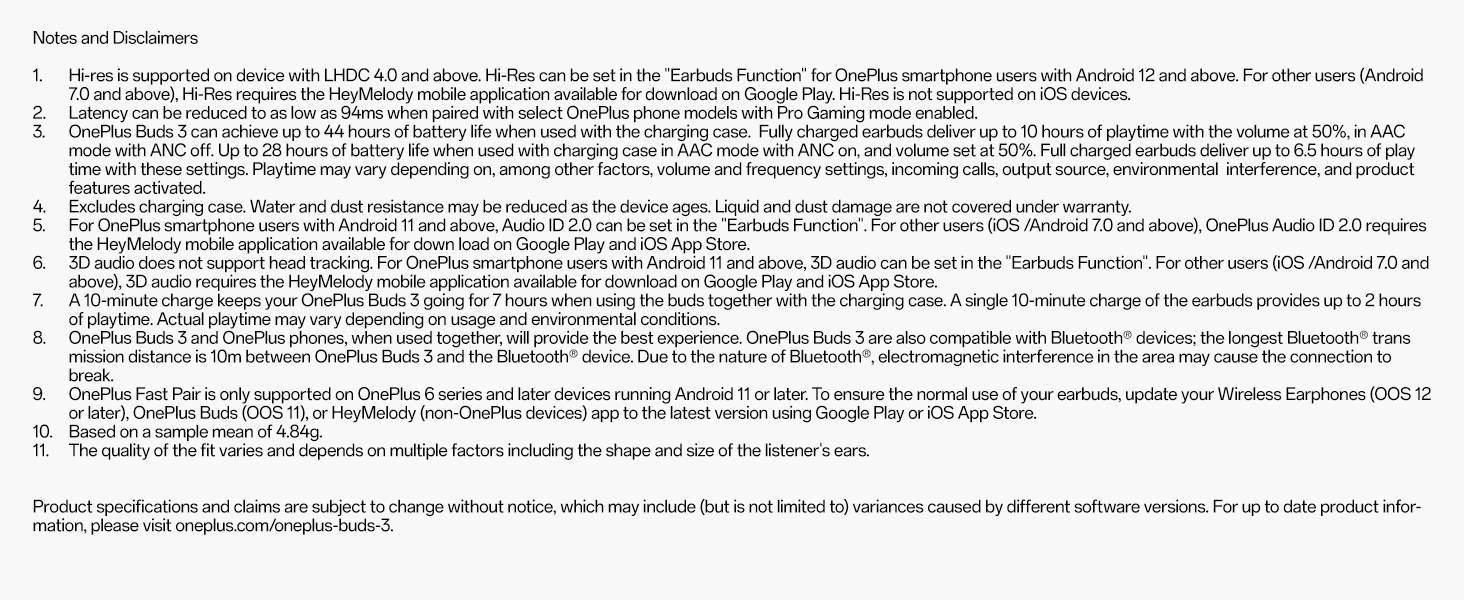 Notes and Disclaimers
1. Hi-res is supported on device with LHDC 4.0 and above. Hi-Res can be set in the "Earbuds Function" for OnePlus smartphone users with Android 12 and above. For other users (Android
7.0 and above), Hi-Res requires the HeyMelody mobile application available for download on Google Play. Hi-Res is not supported on iOS devices.
2. Latency can be reduced to as low as 94ms when paired with select OnePlus phone models with Pro Gaming mode enabled.
3. OnePlus Buds 3 can achieve up to 44 hours of battery life when used with the charging case.  Fully charged earbuds deliver up to 10 hours of playtime with the volume at 50%, in AAC
mode with ANC off. Up to 28 hours of battery life when used with charging case in AAC mode with ANC on, and volume set at 50%. Full charged earbuds deliver up to 6.5 hours of play
time with these settings. Playtime may vary depending on, among other factors, volume and frequency settings, incoming calls, output source, environmental  interference, and product
features activated.
4. Excludes charging case. Water and dust resistance may be reduced as the device ages. Liquid and dust damage are not covered under warranty.
5. For OnePlus smartphone users with Android 11 and above, Audio ID 2.0 can be set in the "Earbuds Function". For other users (iOS /Android 7.0 and above), OnePlus Audio ID 2.0 requires
the HeyMelody mobile application available for down load on Google Play and iOS App Store.
6. 3D audio does not support head tracking. For OnePlus smartphone users with Android 11 and above, 3D audio can be set in the "Earbuds Function". For other users (iOS /Android 7.0 and
above), 3D audio requires the HeyMelody mobile application available for download on Google Play and iOS App Store.
7. A 10-minute charge keeps your OnePlus Buds 3 going for 7 hours when using the buds together with the charging case. A single 10-minute charge of the earbuds provides up to 2 hours
of playtime. Actual playtime may vary depending on usage and environmental conditions.
8. OnePlus Buds 3 and OnePlus phones, when used together, will provide the best experience. OnePlus Buds 3 are also compatible with Bluetooth® devices; the longest Bluetooth® trans
mission distance is 10m between OnePlus Buds 3 and the Bluetooth® device. Due to the nature of Bluetooth®, electromagnetic interference in the area may cause the connection to
break.
9. OnePlus Fast Pair is only supported on OnePlus 6 series and later devices running Android 11 or later. To ensure the normal use of your earbuds, update your Wireless Earphones (OOS 12
or later), OnePlus Buds (OOS 11), or HeyMelody (non-OnePlus devices) app to the latest version using Google Play or iOS App Store.
10. Based on a sample mean of 4.84g.
11. The quality of the fit varies and depends on multiple factors including the shape and size of the listener's ears.
Product specifications and claims are subject to change without notice, which may include (but is not limited to) variances caused by different software versions. For up to date product infor-
mation, please visit oneplus.com/oneplus-buds-3.